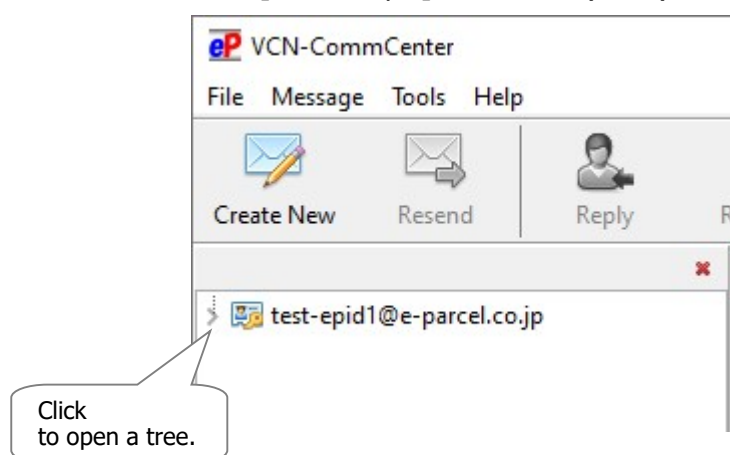 eP VCN-CommCenter
File Message Tools Help
Create New Resend Reply
test-epid1@e-parcel.co.jp
Click
to open a tree.